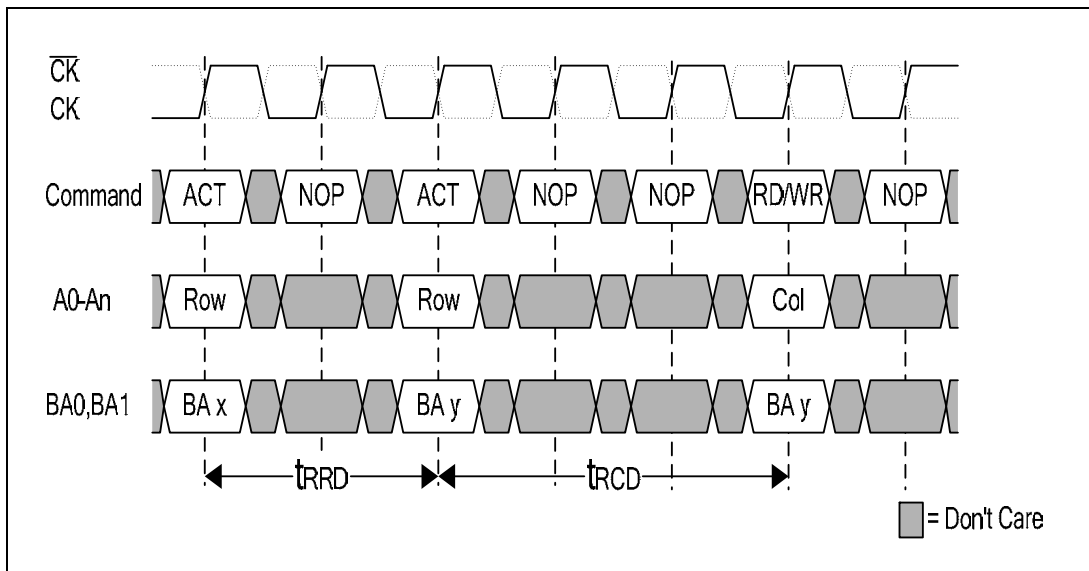 CK
CK
Command ACT NOP ACT NOP NOP RD/WR NOP
A0-An Row Row Col
BA0,BA1 BA x BA y BA y
tRRD tRCD
= Don't Care